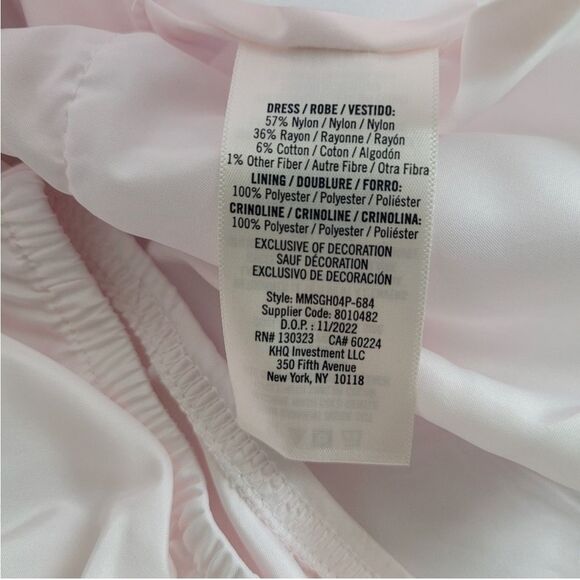 DRESS / ROBE / VESTIDO:
57% Nylon / Nylon / Nylon
36% Rayon / Rayonne / Rayón
6% Cotton / Coton / Algodón
1% Other Fiber / Autre Fibre / Otra Fibra
LINING / DOUBLURE / FORRO:
100% Polyester / Polyester / Poliéster
CRINOLINE / CRINOLINE / CRINOLINA:
100% Polyester / Polyester / Poliéster
EXCLUSIVE OF DECORATION
SAUF DÉCORATION
EXCLUSIVO DE DECORACIÓN
Style: MMSGH04P-684
Supplier Code: 8010482
D.O.P. : 11/2022
RN# 130323 CA# 60224
KHQ Investment LLC
350 Fifth Avenue
New York, NY 10118